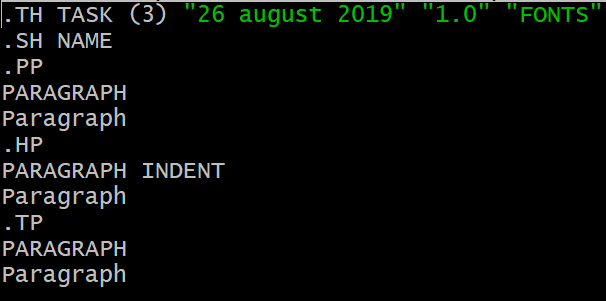 .TH TASK (3) "26 august 2019" "1.0" "FONTS"
.SH NAME
.PP
PARAGRAPH
Paragraph
.HP
PARAGRAPH INDENT
Paragraph
.TP
PARAGRAPH
Paragraph